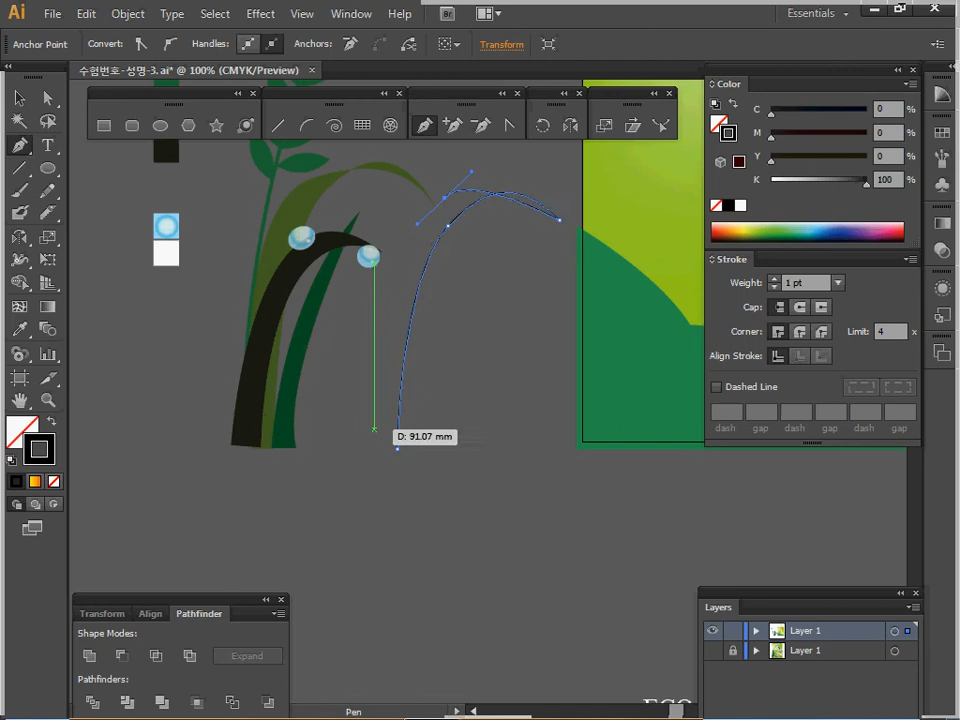 Ai File Edit Object Type Select Effect View Window Help Br Essentials
Anchor Point Convert: Handles: Anchors: Transform
수험번호-성명-3.ai* @ 100% (CMYK/Preview)
Color
C 0 %
M 0 %
Y 0 %
K 100 %
Stroke
Weight: 1 pt
Cap:
Corner: Limit: 4 x
Align Stroke:
Dashed Line
dash gap dash gap dash gap
D: 91.07 mm
Transform Align Pathfinder
Shape Modes:
Expand
Pathfinders:
Layers
Layer 1
Layer 1
Pen